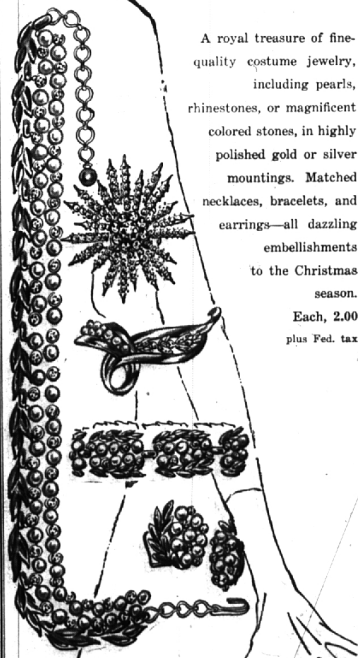 A royal treasure of fine-
quality costume jewelry,
including pearls,
rhinestones, or magnificent
colored stones, in highly
polished gold or silver
mountings. Matched
necklaces, bracelets, and
earrings—all dazzling
embellishments
to the Christmas
season.
Each, 2.00
plus Fed. tax